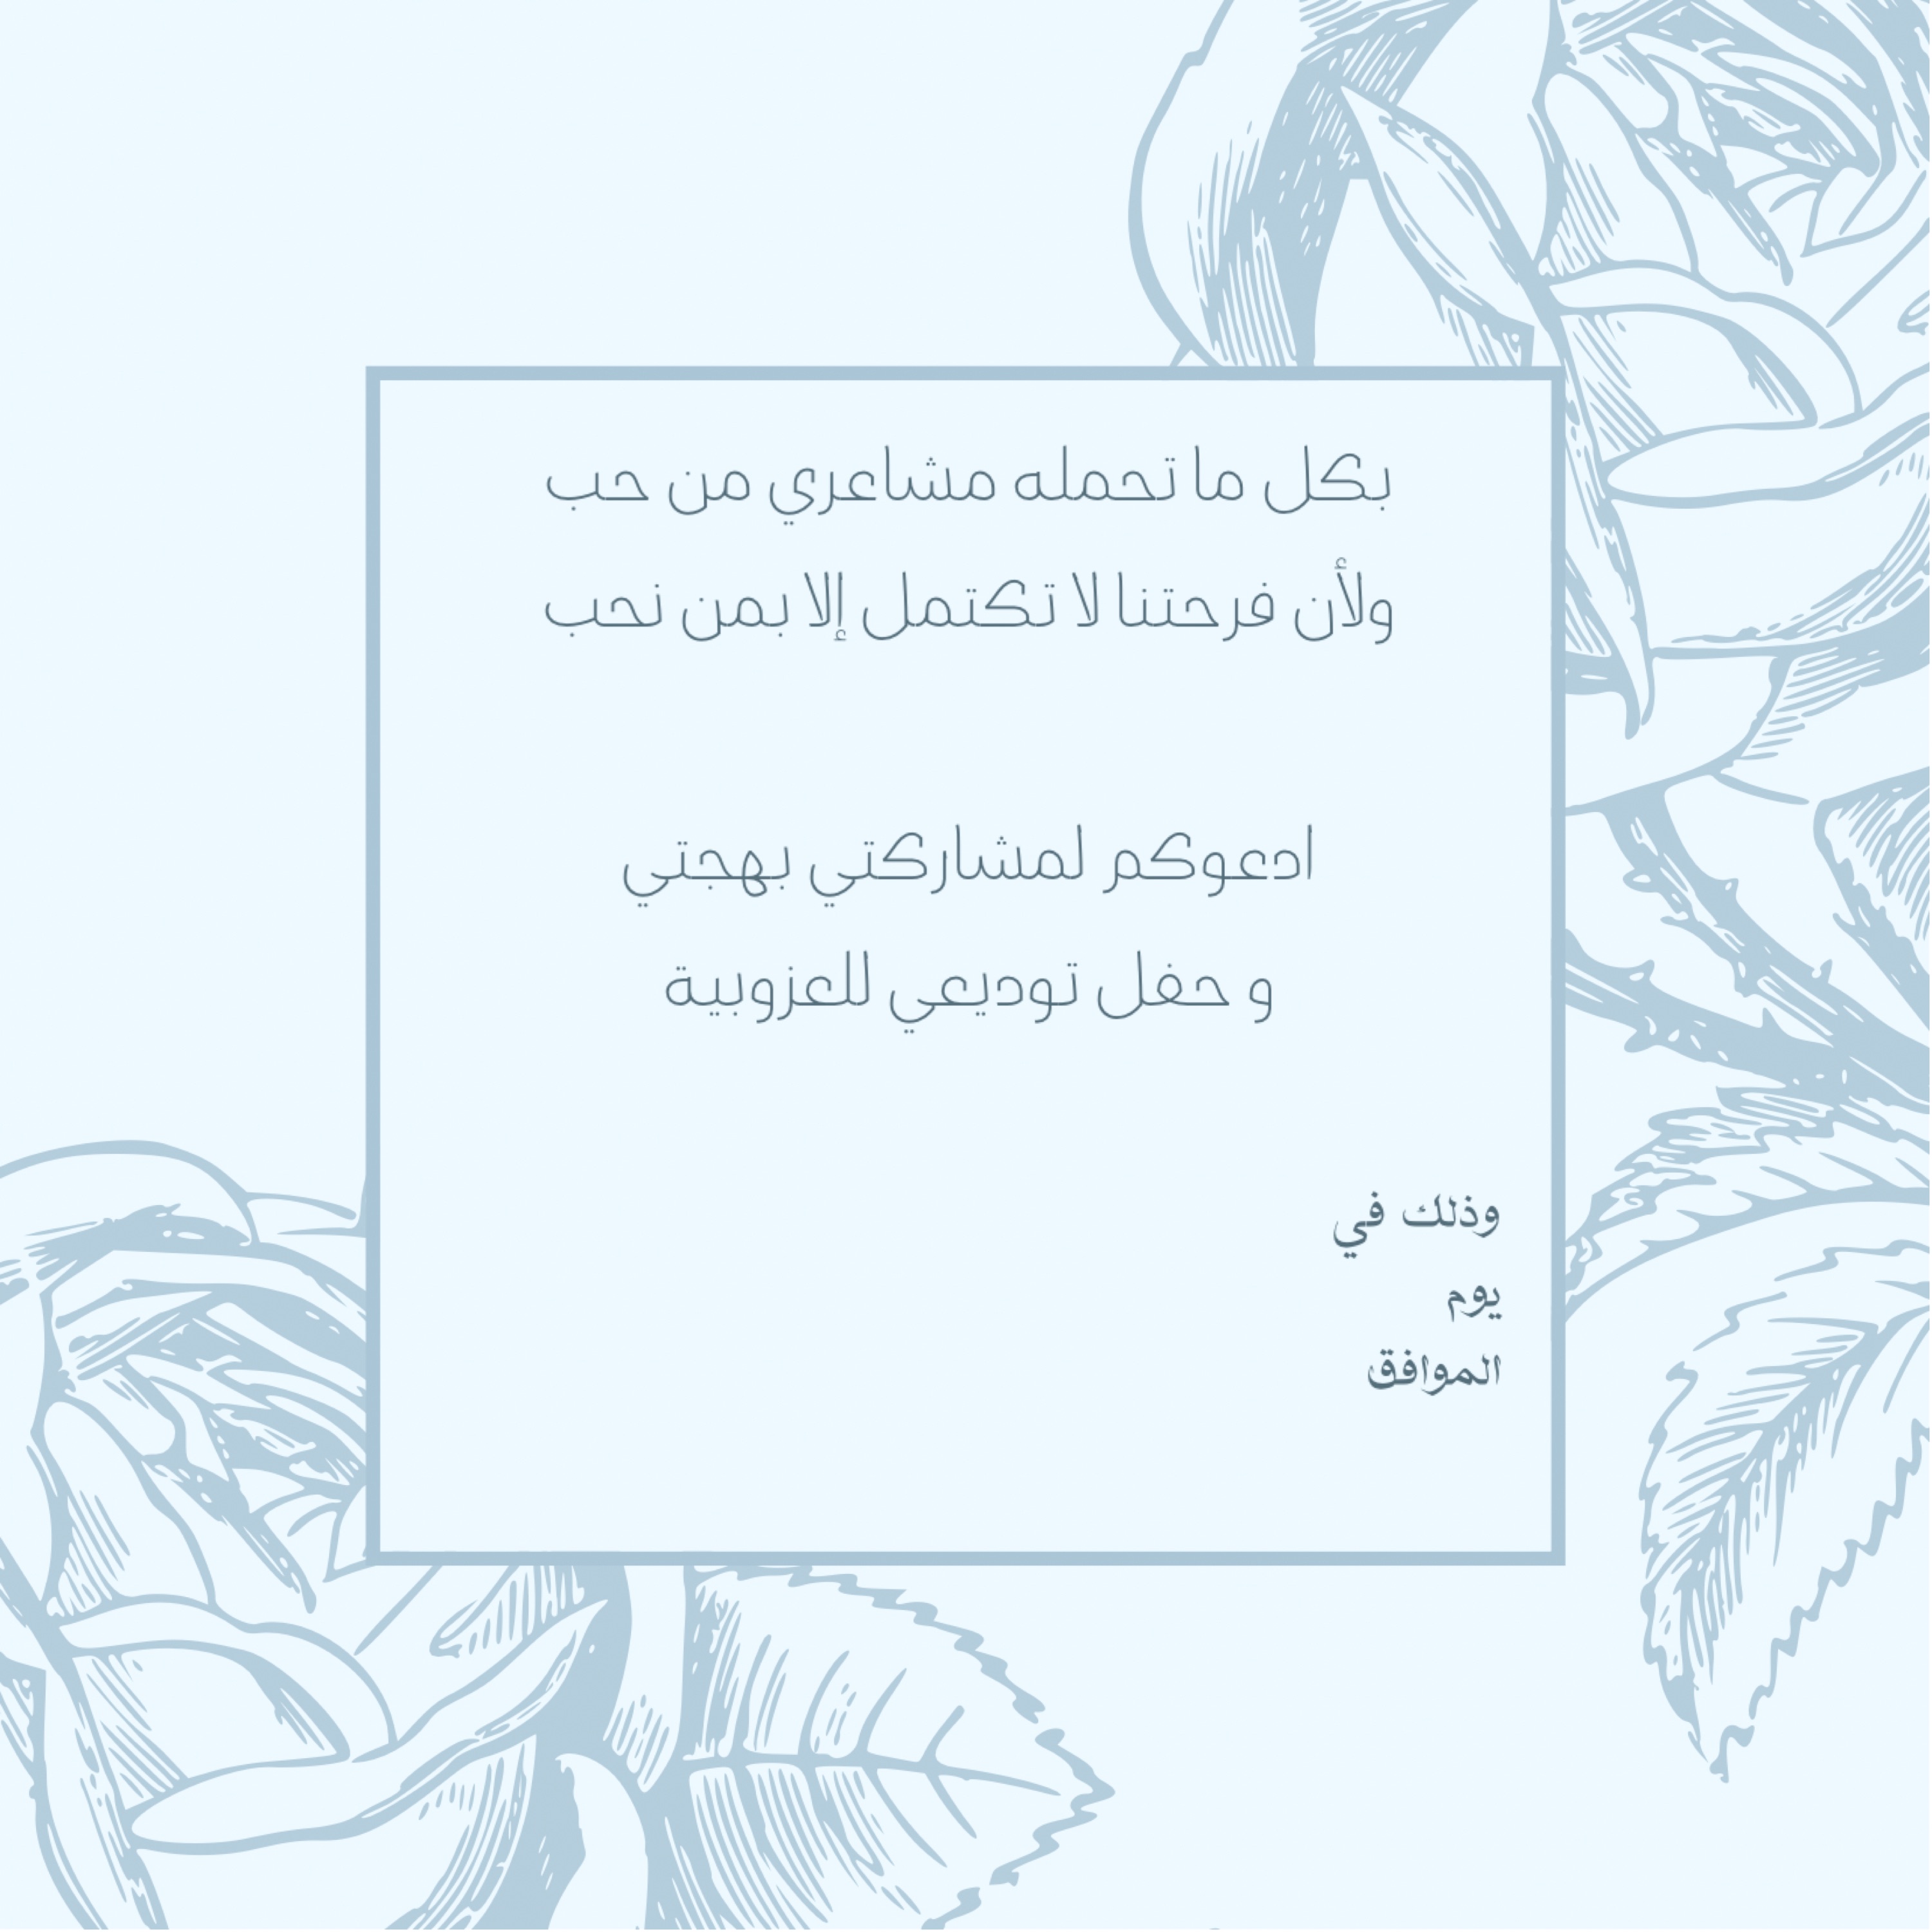 بكل ما تحمله مشاعري من حب
ولأن فرحتنا لا تكتمل إلا بمن نحب
ادعوكم لمشاركتي بهجتي
و حفل توديعي للعزوبية
وذلك في
يوم
الموافق